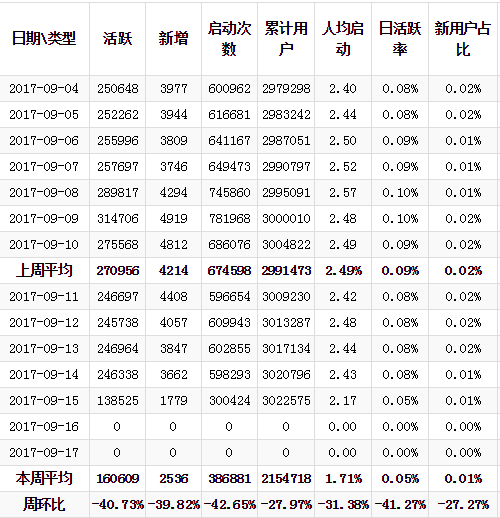 日期\类型 活跃 新增 启动次数 累计用户 人均启动 日活跃率 新用户占比
2017-09-04 250648 3977 600962 2979298 2.40 0.08% 0.02%
2017-09-05 252262 3944 616681 2983242 2.44 0.08% 0.02%
2017-09-06 255996 3809 641167 2987051 2.50 0.09% 0.01%
2017-09-07 257697 3746 649473 2990797 2.52 0.09% 0.01%
2017-09-08 289817 4294 745860 2995091 2.57 0.10% 0.01%
2017-09-09 314706 4919 781968 3000010 2.48 0.10% 0.02%
2017-09-10 275568 4812 686076 3004822 2.49 0.09% 0.02%
上周平均 270956 4214 674598 2991473 2.49% 0.09% 0.02%
2017-09-11 246697 4408 596654 3009230 2.42 0.08% 0.02%
2017-09-12 245738 4057 609943 3013287 2.48 0.08% 0.02%
2017-09-13 246964 3847 602855 3017134 2.44 0.08% 0.02%
2017-09-14 246338 3662 598293 3020796 2.43 0.08% 0.01%
2017-09-15 138525 1779 300424 3022575 2.17 0.05% 0.01%
2017-09-16 0 0 0 0 0.00 0.00% 0.00%
2017-09-17 0 0 0 0 0.00 0.00% 0.00%
本周平均 160609 2536 386881 2154718 1.71% 0.05% 0.01%
周环比 -40.73% -39.82% -42.65% -27.97% -31.38% -41.27% -27.27%